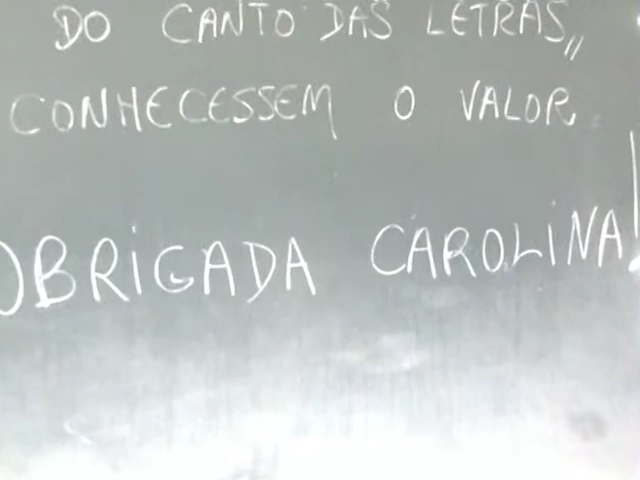 DO CANTO DAS LETRAS,,
CONHECESSEM O VALOR
OBRIGADA CAROLINA!